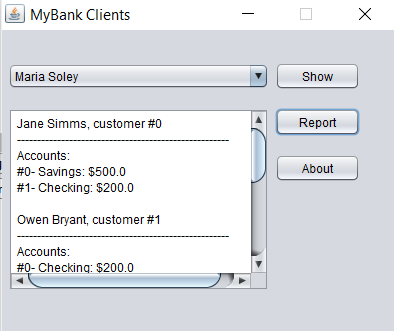 MyBank Clients
Maria Soley
Show
Jane Simms, customer #0
-----------------------------------------------------
Accounts:
#0- Savings: $500.0
#1- Checking: $200.0
Owen Bryant, customer #1
-----------------------------------------------------
Accounts:
#0- Checking: $200.0
Report
About